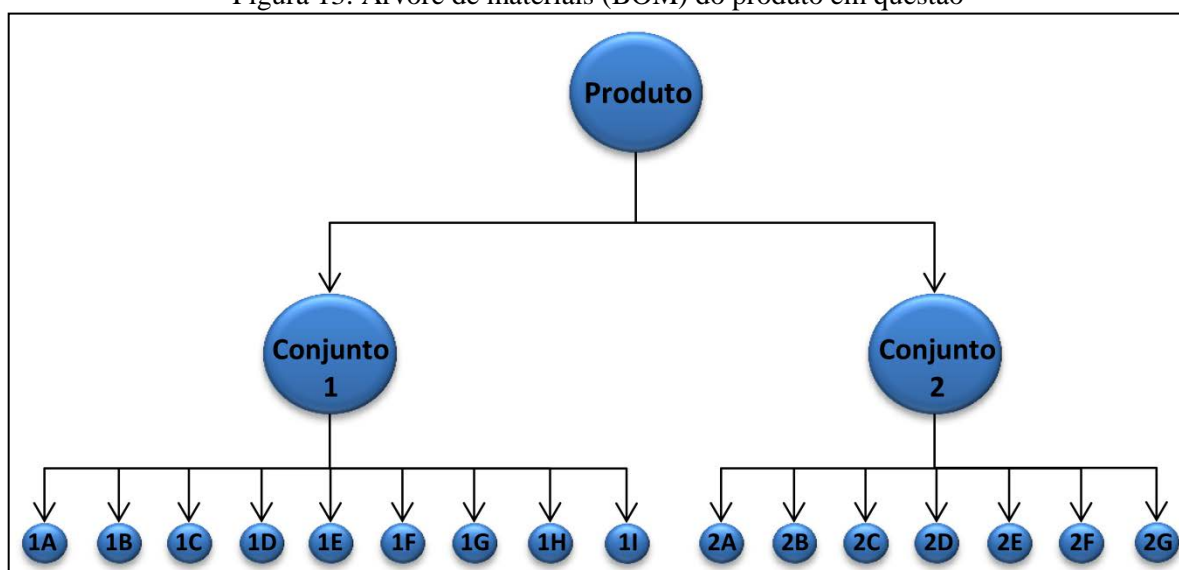 Figura 13: Árvore de materiais (BOM) do produto em questão
Produto
Conjunto
1
Conjunto
2
1A 1B 1C 1D 1E 1F 1G 1H 1I 2A 2B 2C 2D 2E 2F 2G